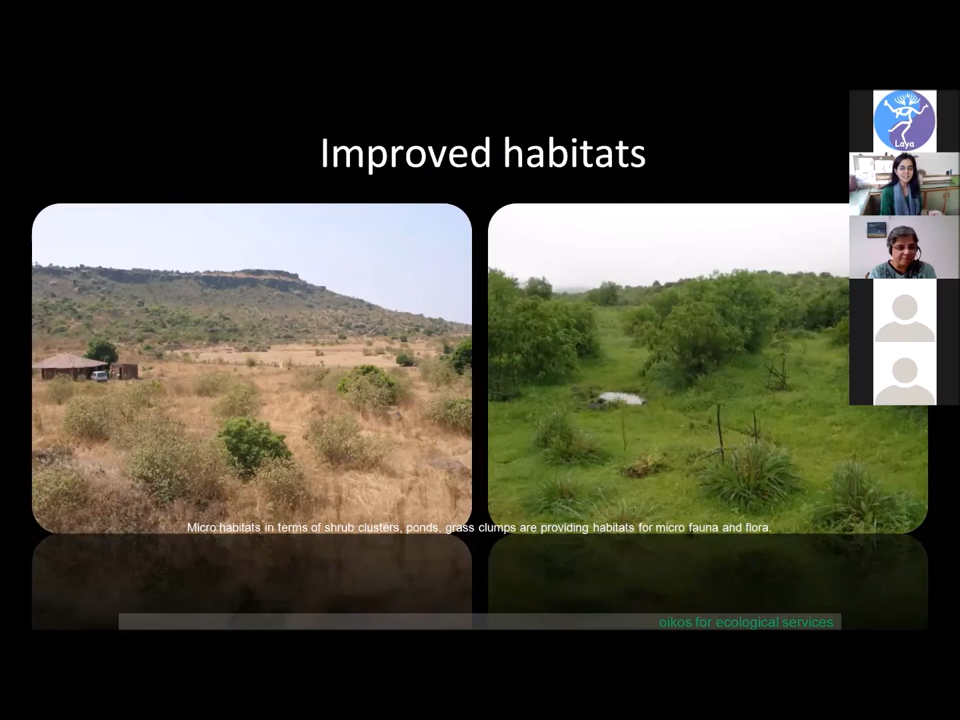 Improved habitats
Laya
Micro habitats in terms of shrub clusters, ponds, grass clumps are providing habitats for micro fauna and flora.
oikos for ecological services